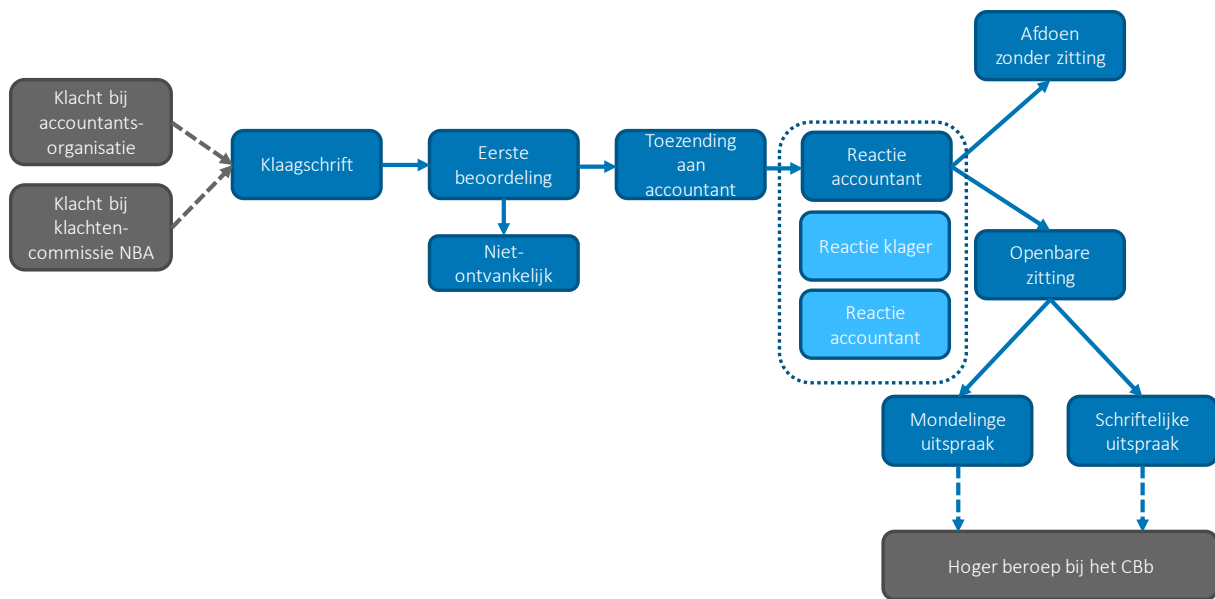 Klacht bij
accountants-
organisatie
Klacht bij
klachten-
commissie NBA
Klaagschrift
Eerste
beoordeling
Niet-
ontvankelijk
Toezending
aan
accountant
Reactie
accountant
Reactie klager
Reactie
accountant
Afdoen
zonder zitting
Openbare
zitting
Mondelinge
uitspraak
Schriftelijke
uitspraak
Hoger beroep bij het CBb